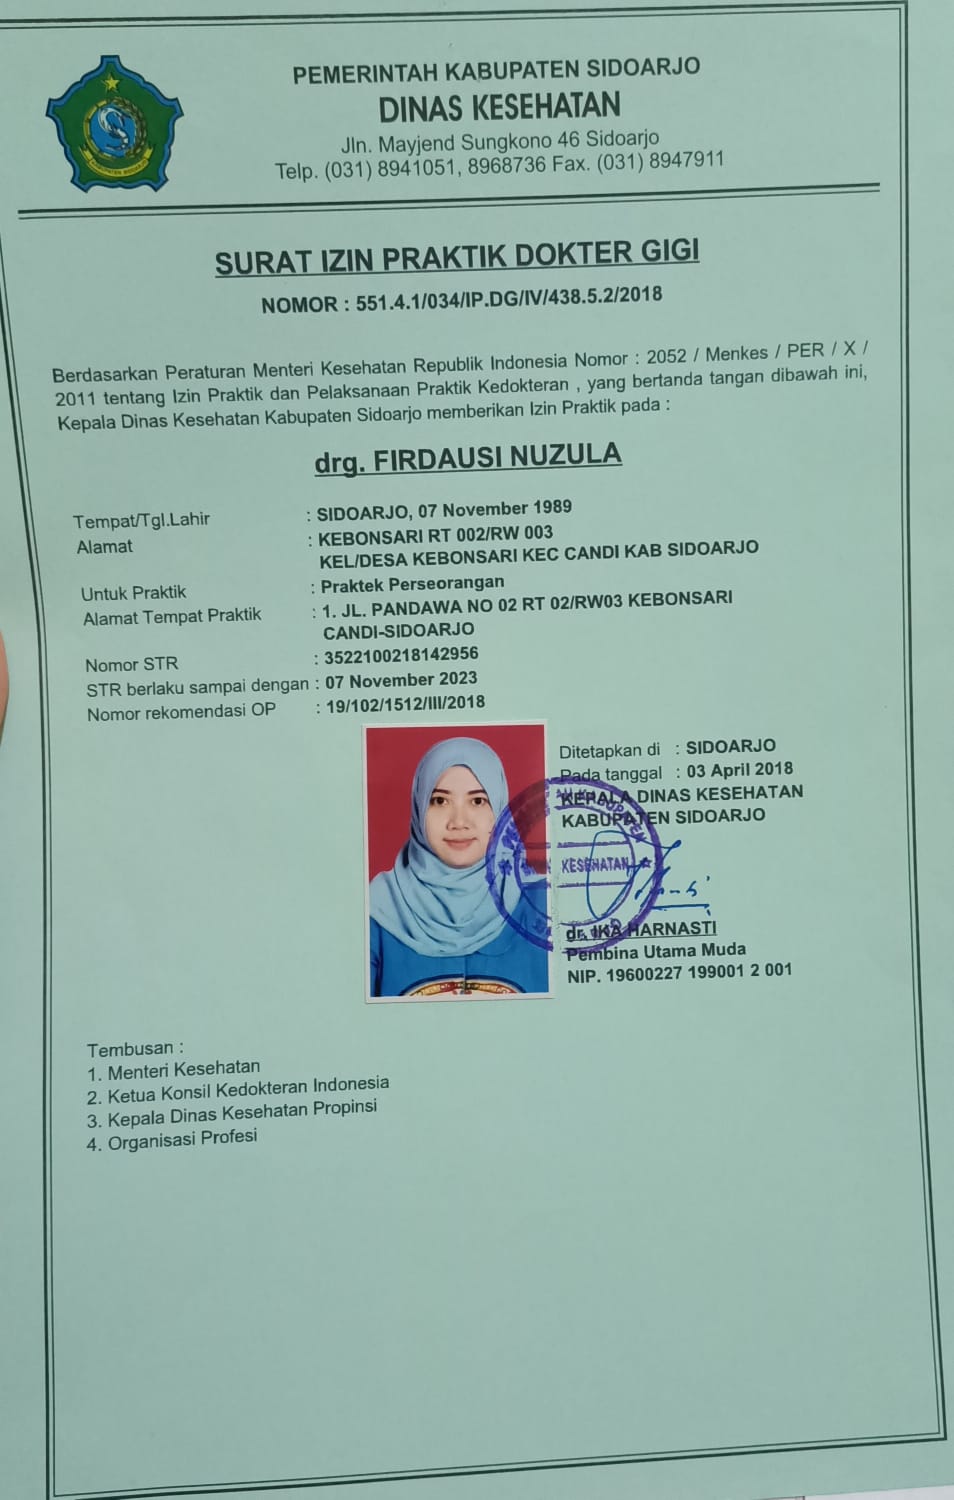 PEMERINTAH KABUPATEN SIDOARJO
DINAS KESEHATAN
Jln. Mayjend Sungkono 46 Sidoarjo
Telp. (031) 8941051, 8968736 Fax. (031) 8947911
KABUPATEN SIDOARJO
SURAT IZIN PRAKTIK DOKTER GIGI
NOMOR : 551.4.1/034/IP.DG/IV/438.5.2/2018
Berdasarkan Peraturan Menteri Kesehatan Republik Indonesia Nomor : 2052 / Menkes / PER / X /
2011 tentang Izin Praktik dan Pelaksanaan Praktik Kedokteran , yang bertanda tangan dibawah ini,
Kepala Dinas Kesehatan Kabupaten Sidoarjo memberikan Izin Praktik pada :
drg. FIRDAUSI NUZULA
Tempat/Tgl.Lahir : SIDOARJO, 07 November 1989
Alamat : KEBONSARI RT 002/RW 003
KEL/DESA KEBONSARI KEC CANDI KAB SIDOARJO
Untuk Praktik : Praktek Perseorangan
Alamat Tempat Praktik : 1. JL. PANDAWA NO 02 RT 02/RW03 KEBONSARI
CANDI-SIDOARJO
Nomor STR : 3522100218142956
STR berlaku sampai dengan : 07 November 2023
Nomor rekomendasi OP : 19/102/1512/III/2018
Ditetapkan di : SIDOARJO
Pada tanggal : 03 April 2018
KEPALA DINAS KESEHATAN
KABUPATEN SIDOARJO
KESEHATAN
dr. IKA HARNASTI
Pembina Utama Muda
NIP. 19600227 199001 2 001
Tembusan :
1. Menteri Kesehatan
2. Ketua Konsil Kedokteran Indonesia
3. Kepala Dinas Kesehatan Propinsi
4. Organisasi Profesi